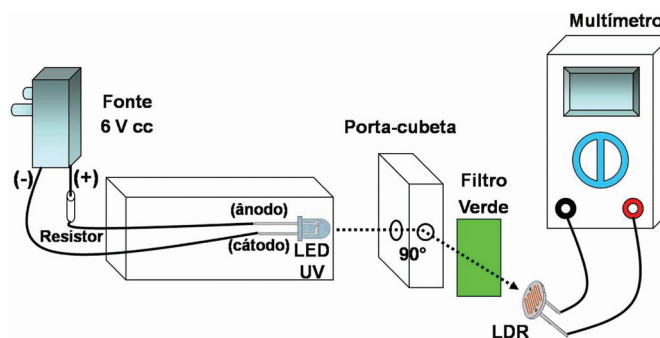 Multímetro
Fonte
6 V cc
Porta-cubeta
(-)
(+)
Filtro
Verde
Resistor
(ânodo)
(cátodo)
LED
UV
90°
LDR